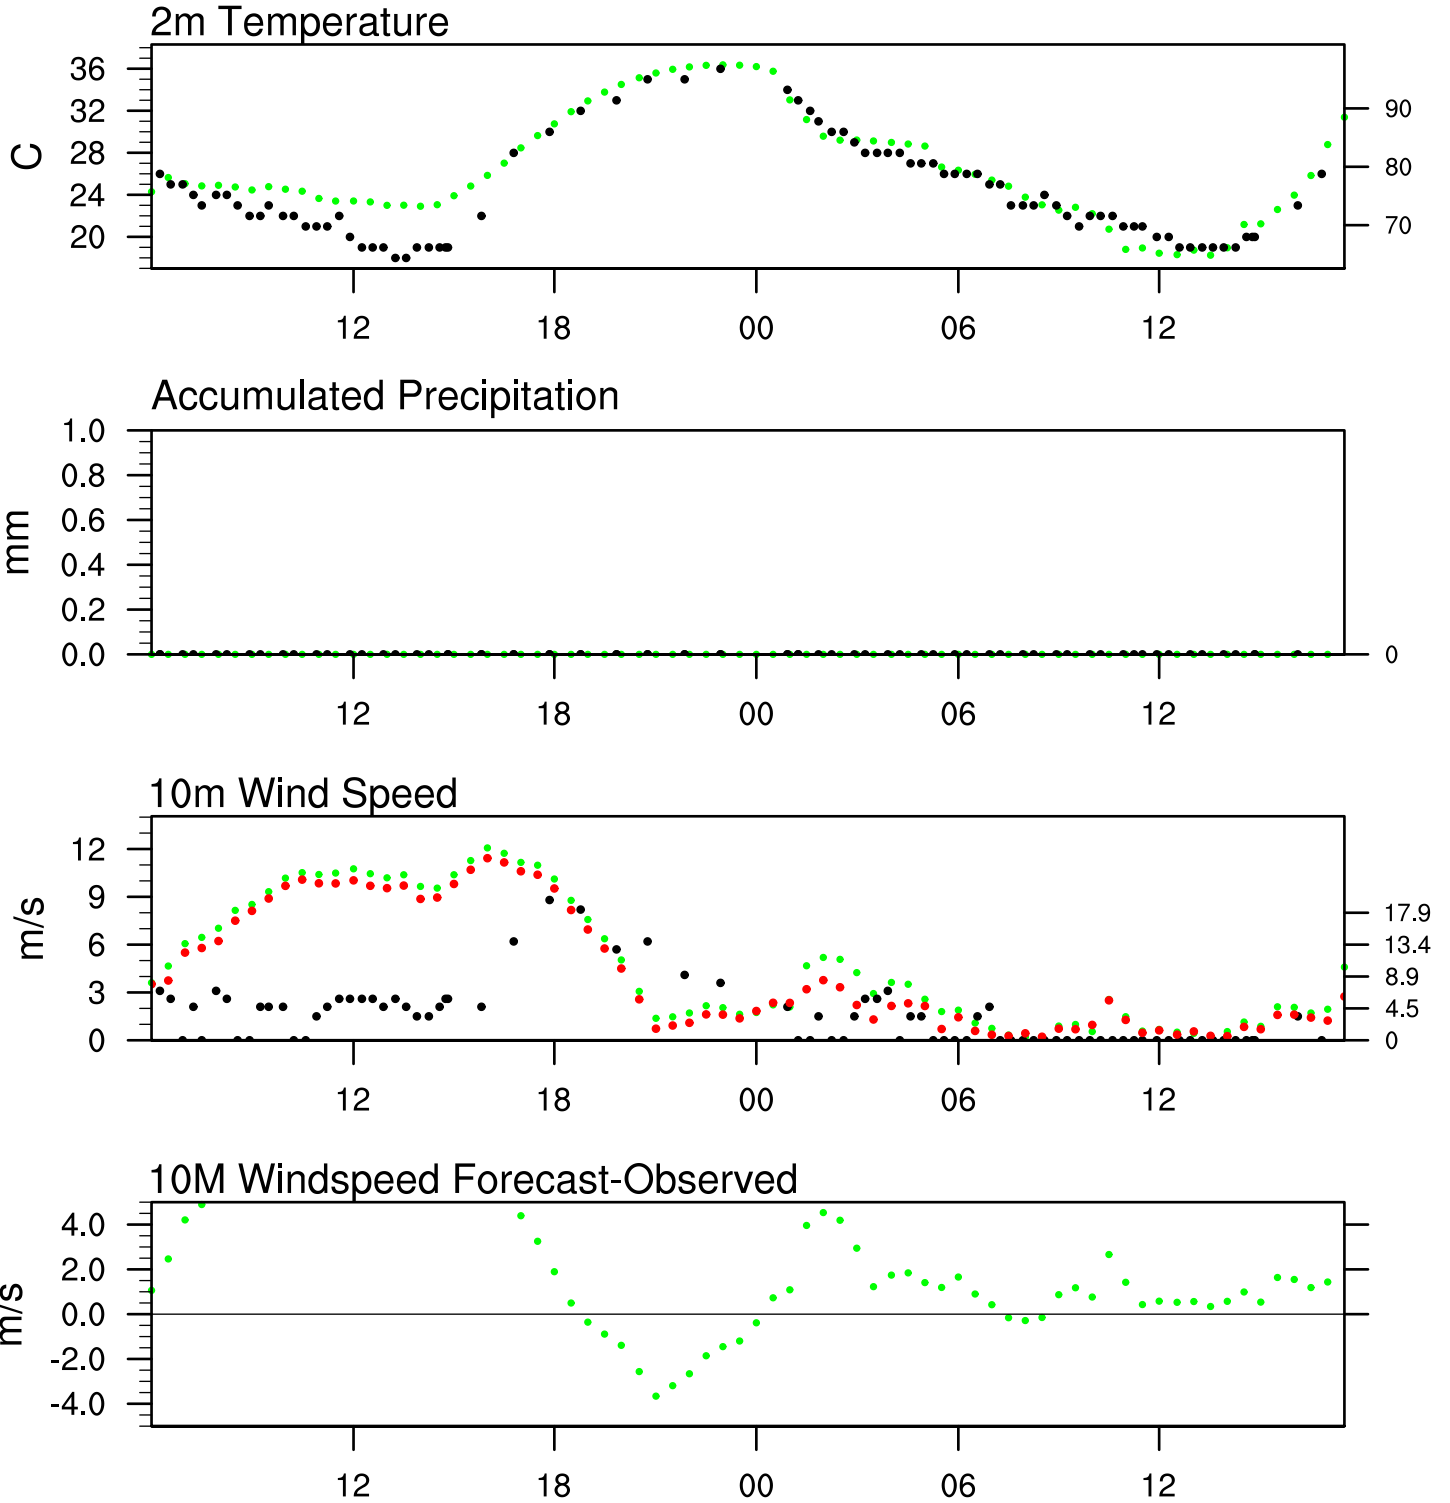 2m Temperature
36
32
28
24
20
C
90
80
70
12 18 00 06 12
Accumulated Precipitation
1.0
0.8
0.6
0.4
0.2
0.0
mm
0
12 18 00 06 12
10m Wind Speed
12
9
6
3
0
m/s
17.9
13.4
8.9
4.5
0
12 18 00 06 12
10M Windspeed Forecast-Observed
4.0
2.0
0.0
-2.0
-4.0
m/s
12 18 00 06 12